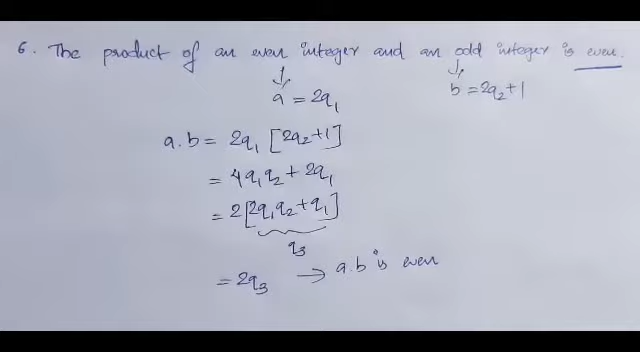 6. The product of an even integer and an odd integer is even.
↓ ↓
a = 2q₁ b = 2q₂+1
a.b = 2q₁ [2q₂+1]
= 4q₁q₂ + 2q₁
= 2[2q₁q₂+q₁]
q₃
= 2q₃ → a.b is even